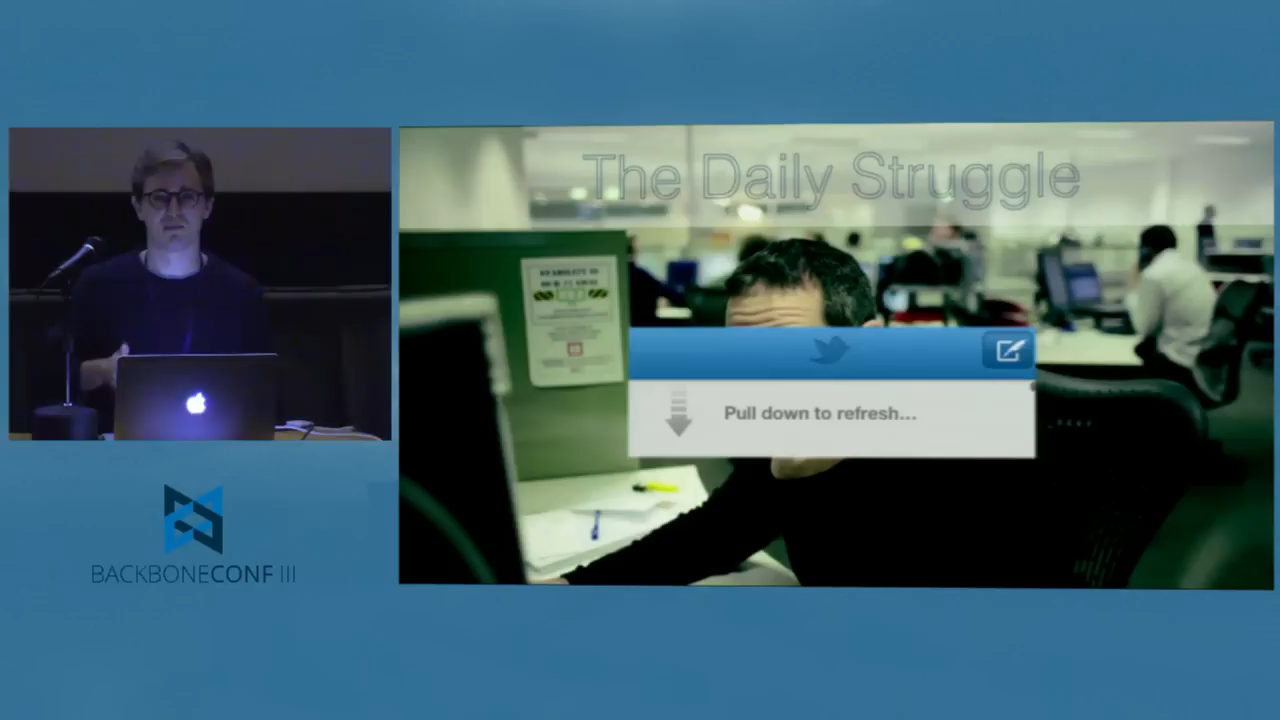 The Daily Struggle
Pull down to refresh...
BACKBONECONF III